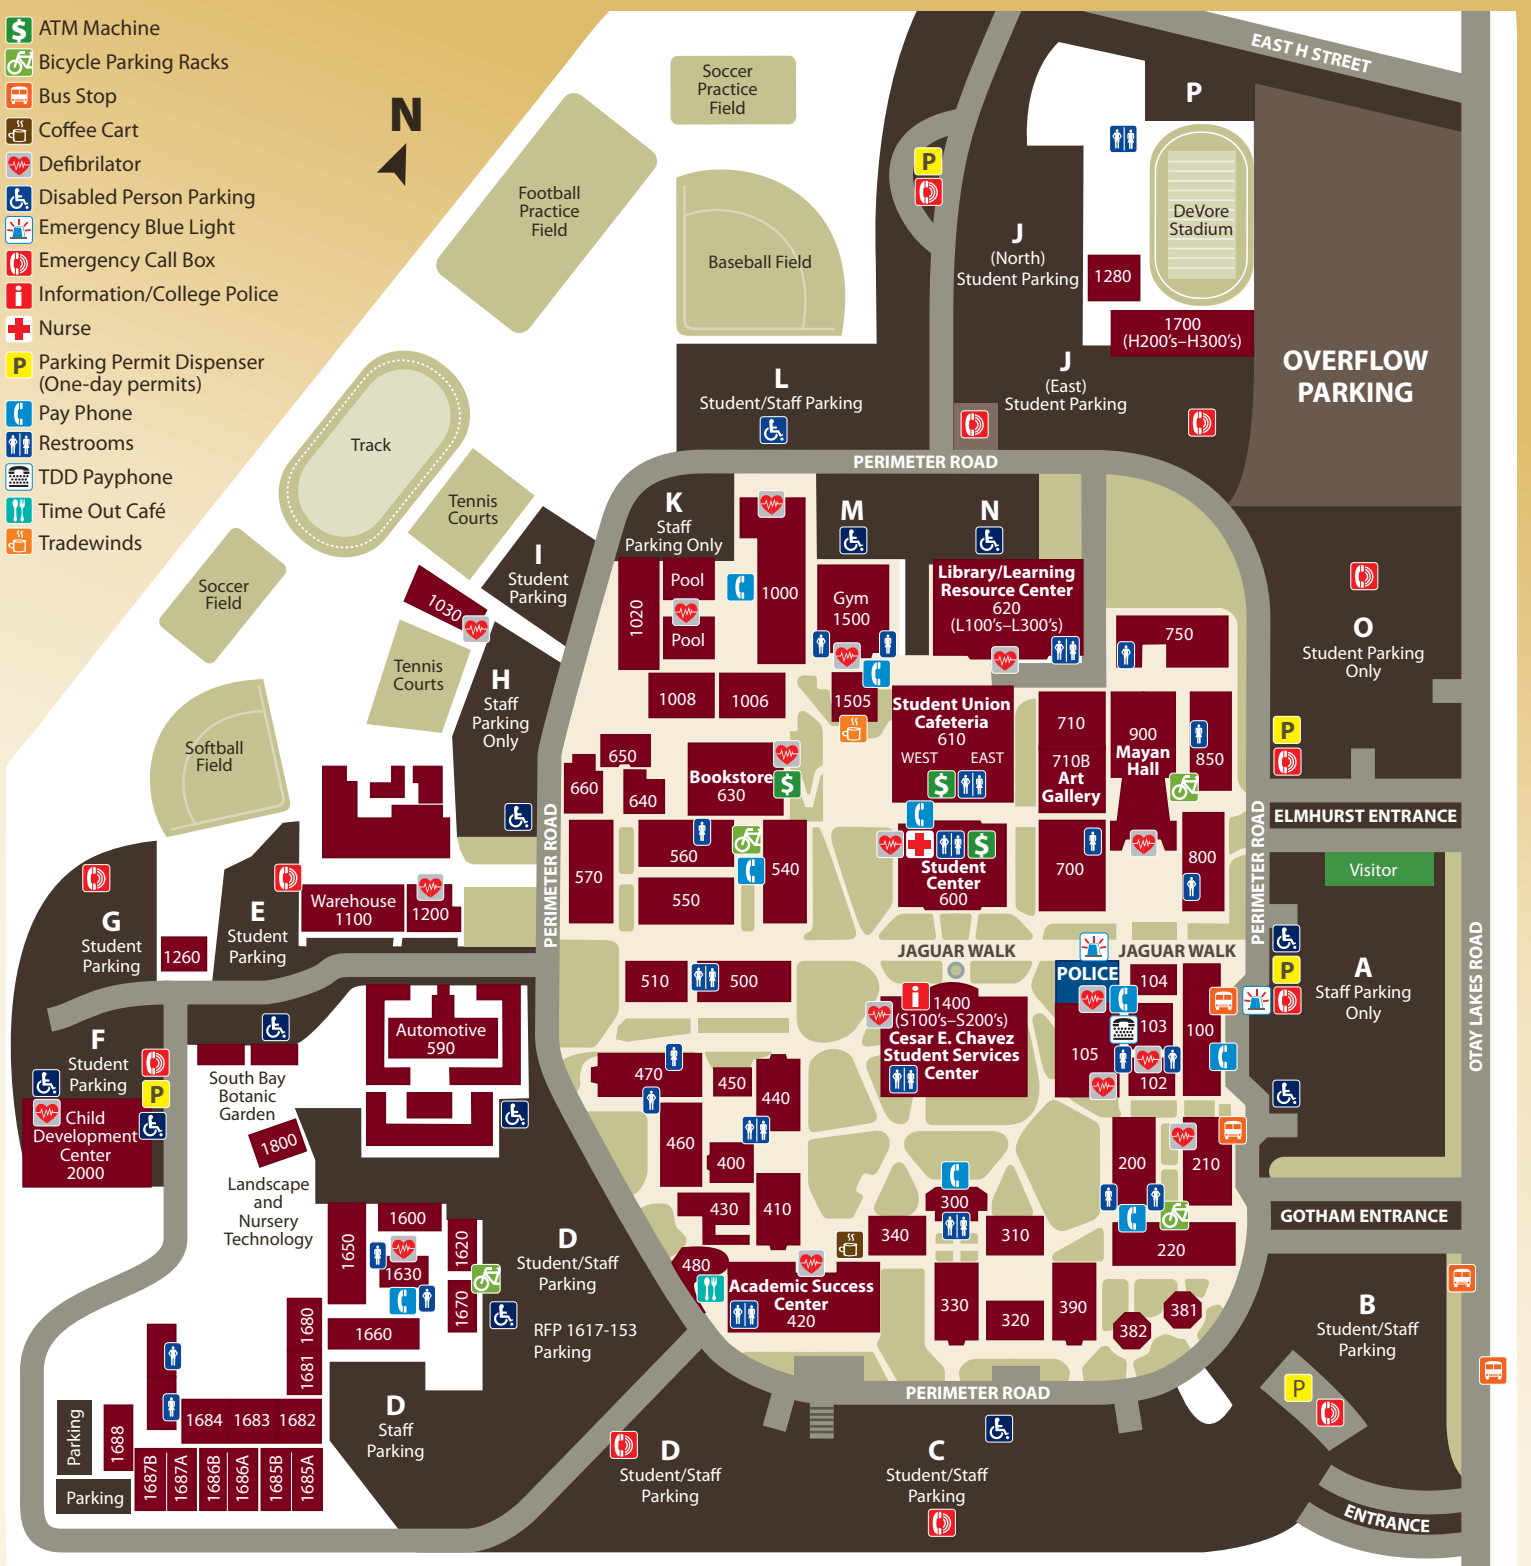 ATM Machine
Bicycle Parking Racks
Bus Stop
Coffee Cart
Defibrilator
Disabled Person Parking
Emergency Blue Light
Emergency Call Box
Information/College Police
Nurse
Parking Permit Dispenser
(One-day permits)
Pay Phone
Restrooms
TDD Payphone
Time Out Café
Tradewinds
N
EAST H STREET
Soccer
Practice
Field
Football
Practice
Field
Baseball Field
P
DeVore
Stadium
J
(North)
Student Parking
1280
1700
(H200's–H300's)
OVERFLOW
PARKING
L
Student/Staff Parking
J
(East)
Student Parking
Track
Tennis
Courts
Soccer
Field
PERIMETER ROAD
K
Staff
Parking Only
M
N
I
Student
Parking
1030
Tennis
Courts
H
Staff
Parking
Only
Softball
Field
1020
Pool
Pool
1000
Gym
1500
Library/Learning
Resource Center
620
(L100's–L300's)
750
O
Student Parking
Only
1008
1006
1505
Student Union
Cafeteria
610
WEST
EAST
710
710B
Art
Gallery
900
Mayan
Hall
850
650
660
640
Bookstore
630
ELMHURST ENTRANCE
PERIMETER ROAD
PERIMETER ROAD
570
560
550
540
Student
Center
600
700
800
Visitor
Warehouse
1100
1200
G
Student
Parking
1260
E
Student
Parking
JAGUAR WALK
JAGUAR WALK
POLICE
OTAY LAKES ROAD
A
Staff Parking
Only
510
500
1400
(S100's–S200's)
Cesar E. Chavez
Student Services
Center
104
103
105
102
100
F
Student
Parking
Automotive
590
South Bay
Botanic
Garden
Child
Development
Center
2000
1800
Landscape
and
Nursery
Technology
470
450
440
460
400
430
410
480
Academic Success
Center
420
300
340
310
330
320
390
200
210
220
381
382
GOTHAM ENTRANCE
1600
1650
1620
1630
1670
1660
1680
1681
D
Student/Staff
Parking
RFP 1617-153
Parking
B
Student/Staff
Parking
PERIMETER ROAD
1684
1683
1682
1688
Parking
Parking
1687B
1687A
1686B
1686A
1685B
1685A
D
Staff
Parking
D
Student/Staff
Parking
C
Student/Staff
Parking
ENTRANCE